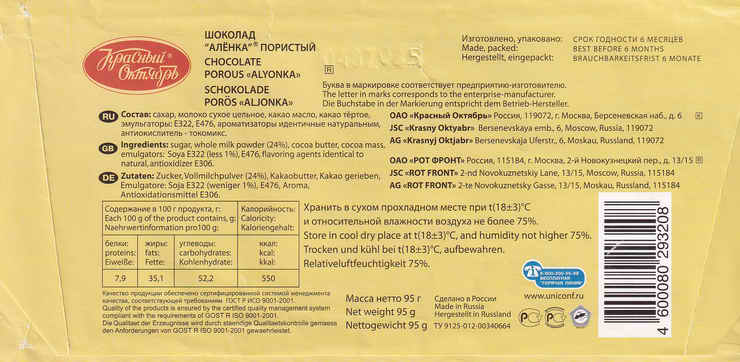 Красный
Октябрь
ШОКОЛАД
"АЛЁНКА"® ПОРИСТЫЙ
CHOCOLATE
POROUS «ALYONKA»
SCHOKOLADE
PORÖS «ALJONKA»
Изготовлено, упаковано:
Made, packed:
Hergestellt, eingepackt:
СРОК ГОДНОСТИ 6 МЕСЯЦЕВ
BEST BEFORE 6 MONTHS
BRAUCHBARKEITSFRIST 6 MONATE
Буква в маркировке соответствует предприятию-изготовителю.
The letter in marks corresponds to the enterprise-manufacturer.
Die Buchstabe in der Markierung entspricht dem Betrieb-Hersteller.
RU Состав: сахар, молоко сухое цельное, какао масло, какао тёртое,
эмульгаторы: Е322, Е476, ароматизаторы идентичные натуральным,
антиокислитель - токомикс.
GB Ingredients: sugar, whole milk powder (24%), cocoa butter, cocoa mass,
emulgators: Soya E322 (less 1%), E476, flavoring agents identical to
natural, antioxidizer E306.
DE Zutaten: Zucker, Vollmilchpulver (24%), Kakaobutter, Kakao gerieben,
Emulgatore: Soya E322 (weniger 1%), E476, Aroma,
Antioxidationsmittel E306.
ОАО «Красный Октябрь» Россия, 119072, г. Москва, Берсеневская наб., д. 6 К
JSC «Krasny Oktyabr» Bersenevskaya emb., 6, Moscow, Russia, 119072
AG «Krasnyj Oktjabr» Bersenevskaja Uferstr., 6, Moskau, Russland, 119072
ОАО «РОТ ФРОНТ» Россия, 115184, г. Москва, 2-й Новокузнецкий пер., д. 13/15 R
JSC «ROT FRONT» 2-nd Novokuznetskiy Lane, 13/15, Moscow, Russia, 115184
AG «ROT FRONT» 2-te Novokuznetsky Gasse, 13/15, Moskau, Russland, 115184
Содержание в 100 г продукта, г:
Each 100 g of the product contains, g:
Naehrwertinformation pro100 g:
Калорийность:
Caloricity:
Kaloriengehalt:
белки: жиры: углеводы: ккал:
proteins: fats: carbohydrates: kcal:
Eiweiße: Fette: Kohlenhydrate: kcal:
7,9 35,1 52,2 550
Хранить в сухом прохладном месте при t(18±3)°С
и относительной влажности воздуха не более 75%.
Store in cool dry place at t(18±3)°C, and humidity not higher 75%.
Trocken und kühl bei t(18±3)°C, aufbewahren.
Relativeluftfeuchtigkeit 75%.
Качество продукции обеспечено сертифицированной системой менеджмента
качества, соответствующей требованиям ГОСТ Р ИСО 9001-2001.
Quality of the products is ensured by the certified quality management system
compliant with the requirements of GOST R ISO 9001-2001.
Die Qualitaet der Erzeugnisse wird durch staendige Qualitaetskontrolle gemaess
den Anforderungen von GOST R ISO 9001-2001 gewaehrleistet.
Масса нетто 95 г
Net weight 95 g
Nettogewicht 95 g
Сделано в России
Made in Russia
Hergestellt in Russland
ТУ 9125-012-00340664
БЕСПЛАТНАЯ
"ГОРЯЧАЯ ЛИНИЯ"
www.uniconf.ru
4 600080 293208